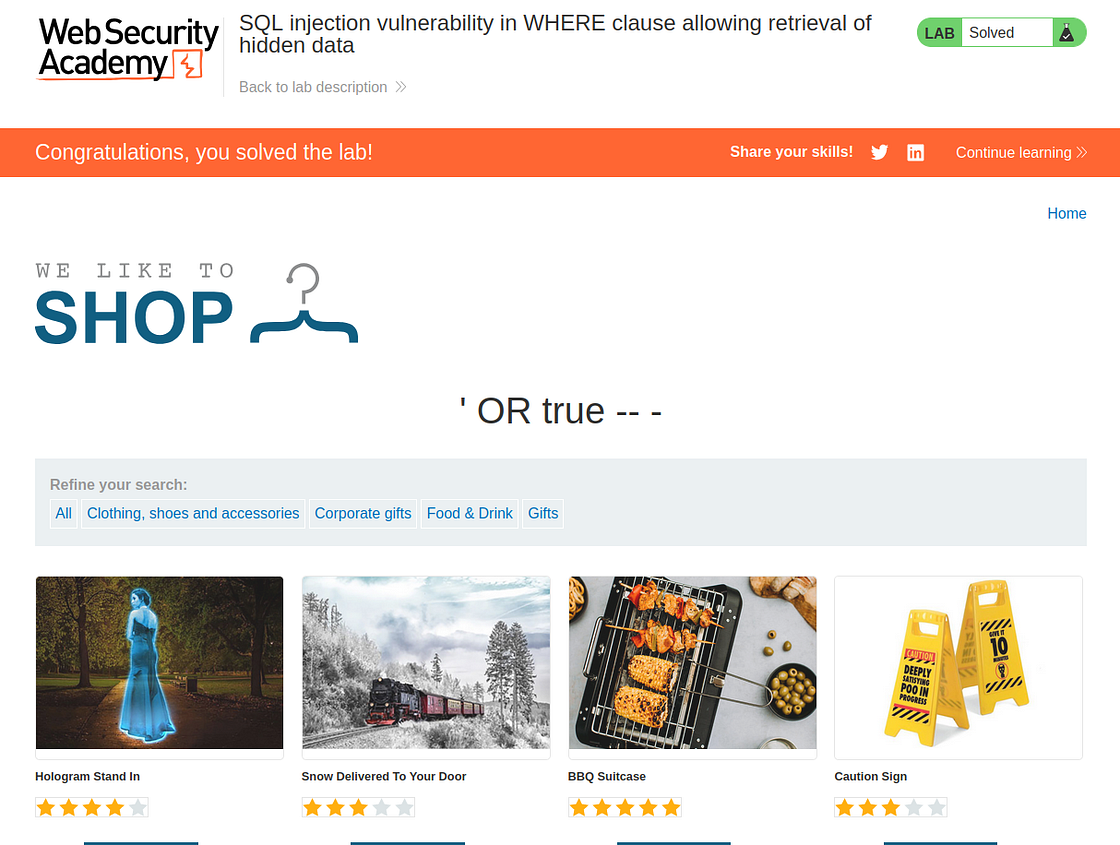 Web Security
Academy
SQL injection vulnerability in WHERE clause allowing retrieval of
hidden data
Back to lab description
LAB
Solved
Congratulations, you solved the lab!
Share your skills!
in
Continue learning
Home
WE LIKE TO
SHOP
' OR true -- -
Refine your search:
All
Clothing, shoes and accessories
Corporate gifts
Food & Drink
Gifts
CAUTION
DEEPLY
SATISFYING
POO IN
PROGRESS
GIVE IT
10
MINUTES
Hologram Stand In
Snow Delivered To Your Door
BBQ Suitcase
Caution Sign